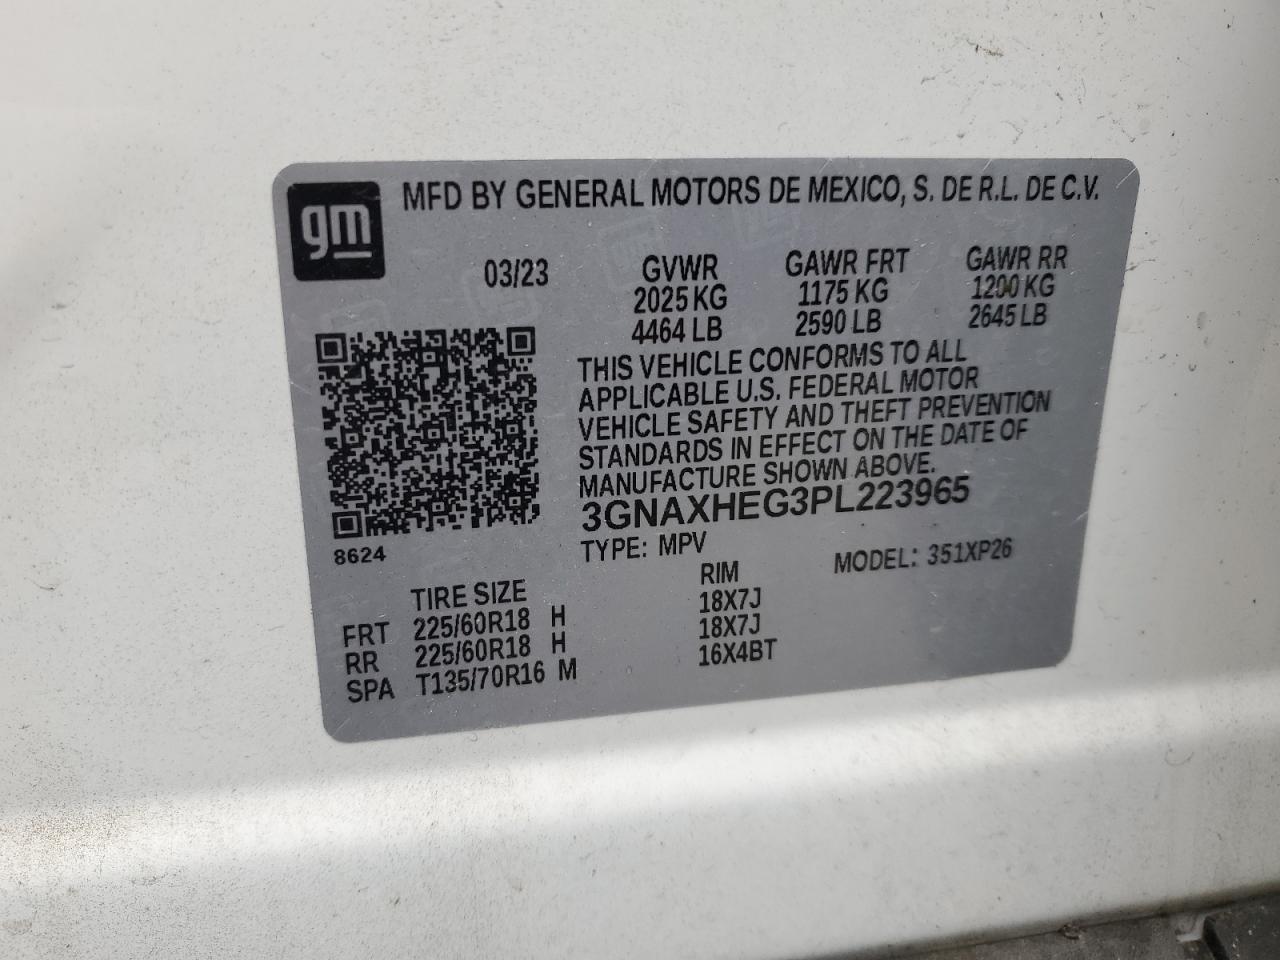 gm
MFD BY GENERAL MOTORS DE MEXICO, S. DE R.L. DE C.V.
03/23
GVWR GAWR FRT GAWR RR
2025 KG 1175 KG 1200 KG
4464 LB 2590 LB 2645 LB
THIS VEHICLE CONFORMS TO ALL
APPLICABLE U.S. FEDERAL MOTOR
VEHICLE SAFETY AND THEFT PREVENTION
STANDARDS IN EFFECT ON THE DATE OF
MANUFACTURE SHOWN ABOVE.
3GNAXHEG3PL223965
8624
TYPE: MPV MODEL: 351XP26
TIRE SIZE RIM
FRT 225/60R18 H 18X7J
RR 225/60R18 H 18X7J
SPA T135/70R16 M 16X4BT